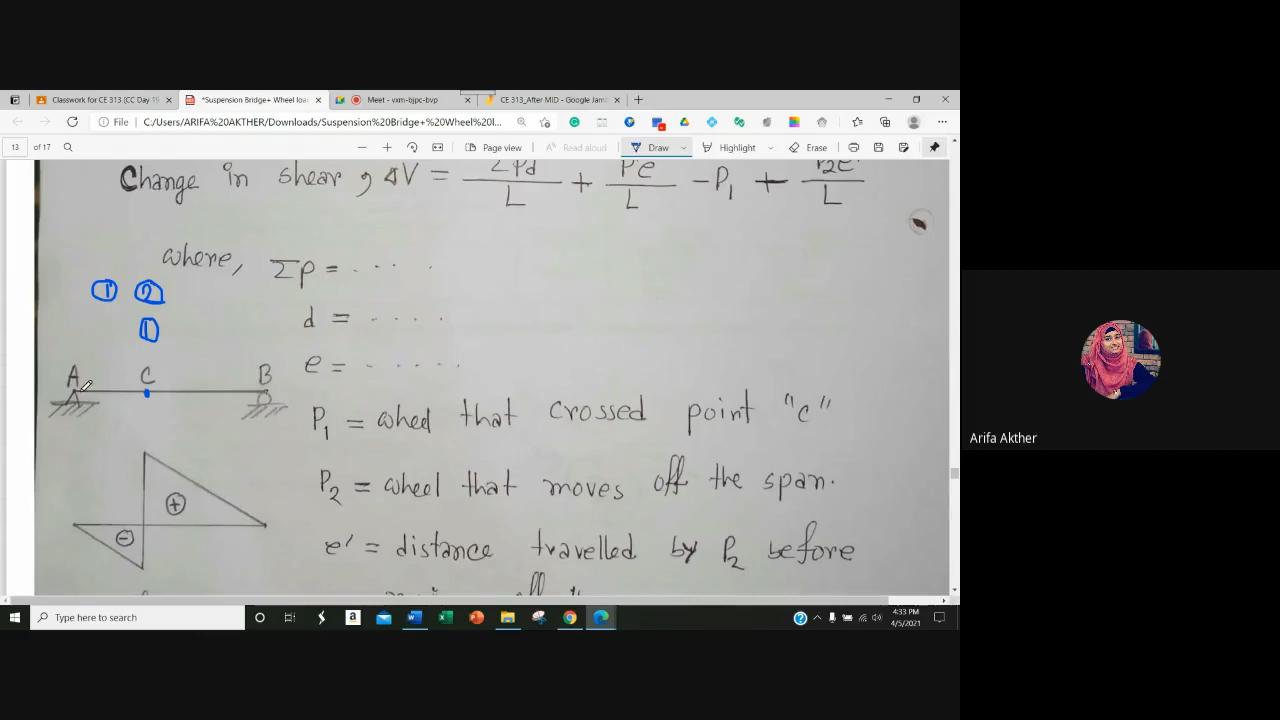 Classwork for CE 313 (CC Day 19
*Suspension Bridge+ Wheel loa
Meet - vxm-bjpc-bvp
CE 313_After MID - Google Jam
File C:/Users/ARIFA%20AKTHER/Downloads/Suspension%20Bridge+%20Wheel%20l...
13 of 17
Page view
Read aloud
Draw
Highlight
Erase
Change in shear, ΔV = ΣPd/L + Pe/L - P1 + P2e'/L
where, ΣP = ....
1 2
d = ....
1
e = .....
A C B
P1 = wheel that crossed point "c"
+
P2 = wheel that moves off the span.
-
e' = distance travelled by P2 before
Arifa Akther
Type here to search
4:33 PM
4/5/2021